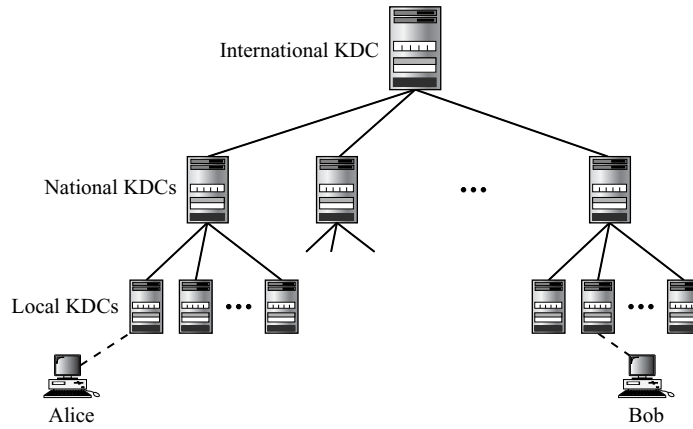 International KDC
National KDCs
Local KDCs
Alice
Bob